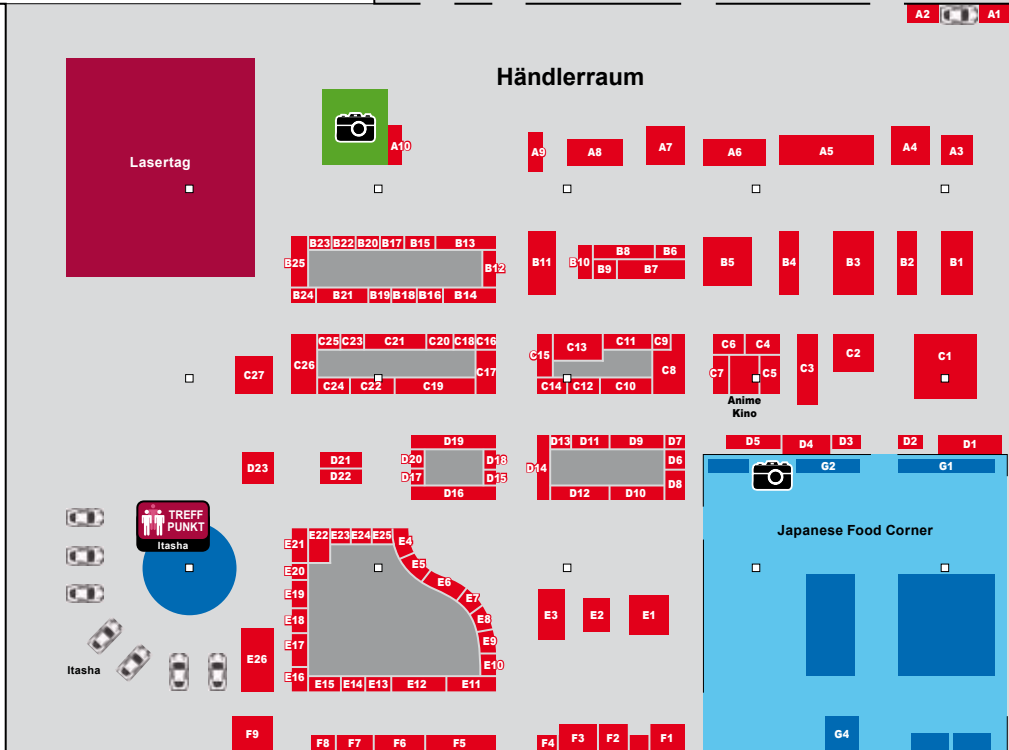 A2
A1
Händlerraum
Lasertag
A10
A9
A8
A7
A6
A5
A4
A3
B23
B22
B20
B17
B15
B13
B25
B12
B24
B21
B19
B18
B16
B14
B11
B10
B8
B6
B9
B7
B5
B4
B3
B2
B1
C25
C23
C21
C20
C18
C16
C26
C17
C24
C22
C19
C27
C15
C13
C11
C9
C8
C14
C12
C10
C6
C4
C7
C5
Anime
Kino
C3
C2
C1
D23
D21
D22
D19
D20
D18
D17
D15
D16
D13
D11
D9
D7
D14
D6
D8
D12
D10
D5
D4
D3
D2
D1
G2
G1
Japanese Food Corner
TREFF
PUNKT
Itasha
E21
E22
E23
E24
E25
E4
E5
E6
E7
E8
E9
E10
E20
E19
E18
E17
E16
E15
E14
E13
E12
E11
E3
E2
E1
E26
Itasha
F9
F8
F7
F6
F5
F4
F3
F2
F1
G4